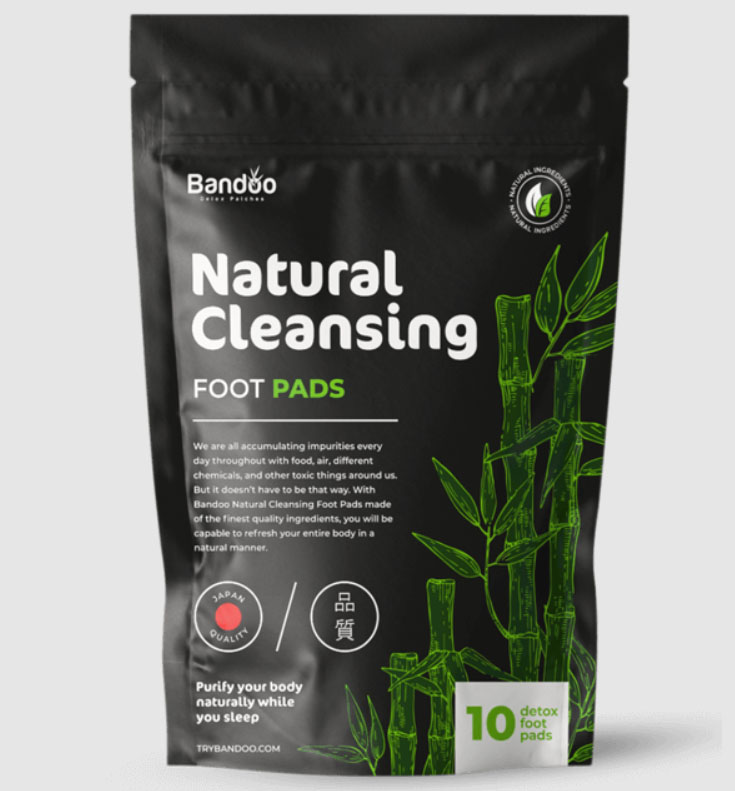 Bandoo
Detox Patches
NATURAL INGREDIENTS
NATURAL INGREDIENTS
Natural
Cleansing
FOOT PADS
We are all accumulating impurities every
day throughout with food, air, different
chemicals, and other toxic things around us.
But it doesn't have to be that way. With
Bandoo Natural Cleansing Foot Pads made
of the finest quality ingredients, you will be
capable to refresh your entire body in a
natural manner.
JAPAN
QUALITY
品
質
Purify your body
naturally while
you sleep
TRYBANDOO.COM
10 detox
foot
pads